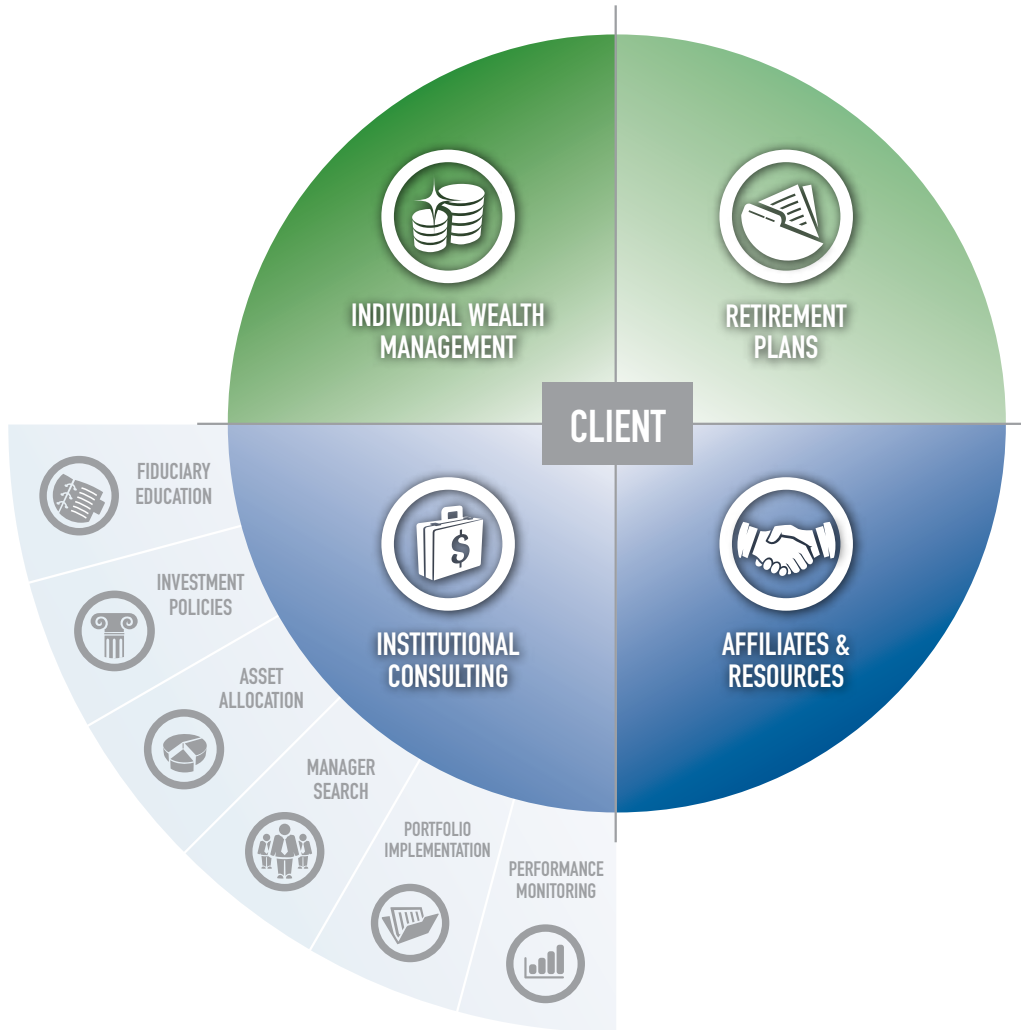 INDIVIDUAL WEALTH
MANAGEMENT
RETIREMENT
PLANS
CLIENT
INSTITUTIONAL
CONSULTING
$
AFFILIATES &
RESOURCES
FIDUCIARY
EDUCATION
INVESTMENT
POLICIES
ASSET
ALLOCATION
MANAGER
SEARCH
PORTFOLIO
IMPLEMENTATION
PERFORMANCE
MONITORING